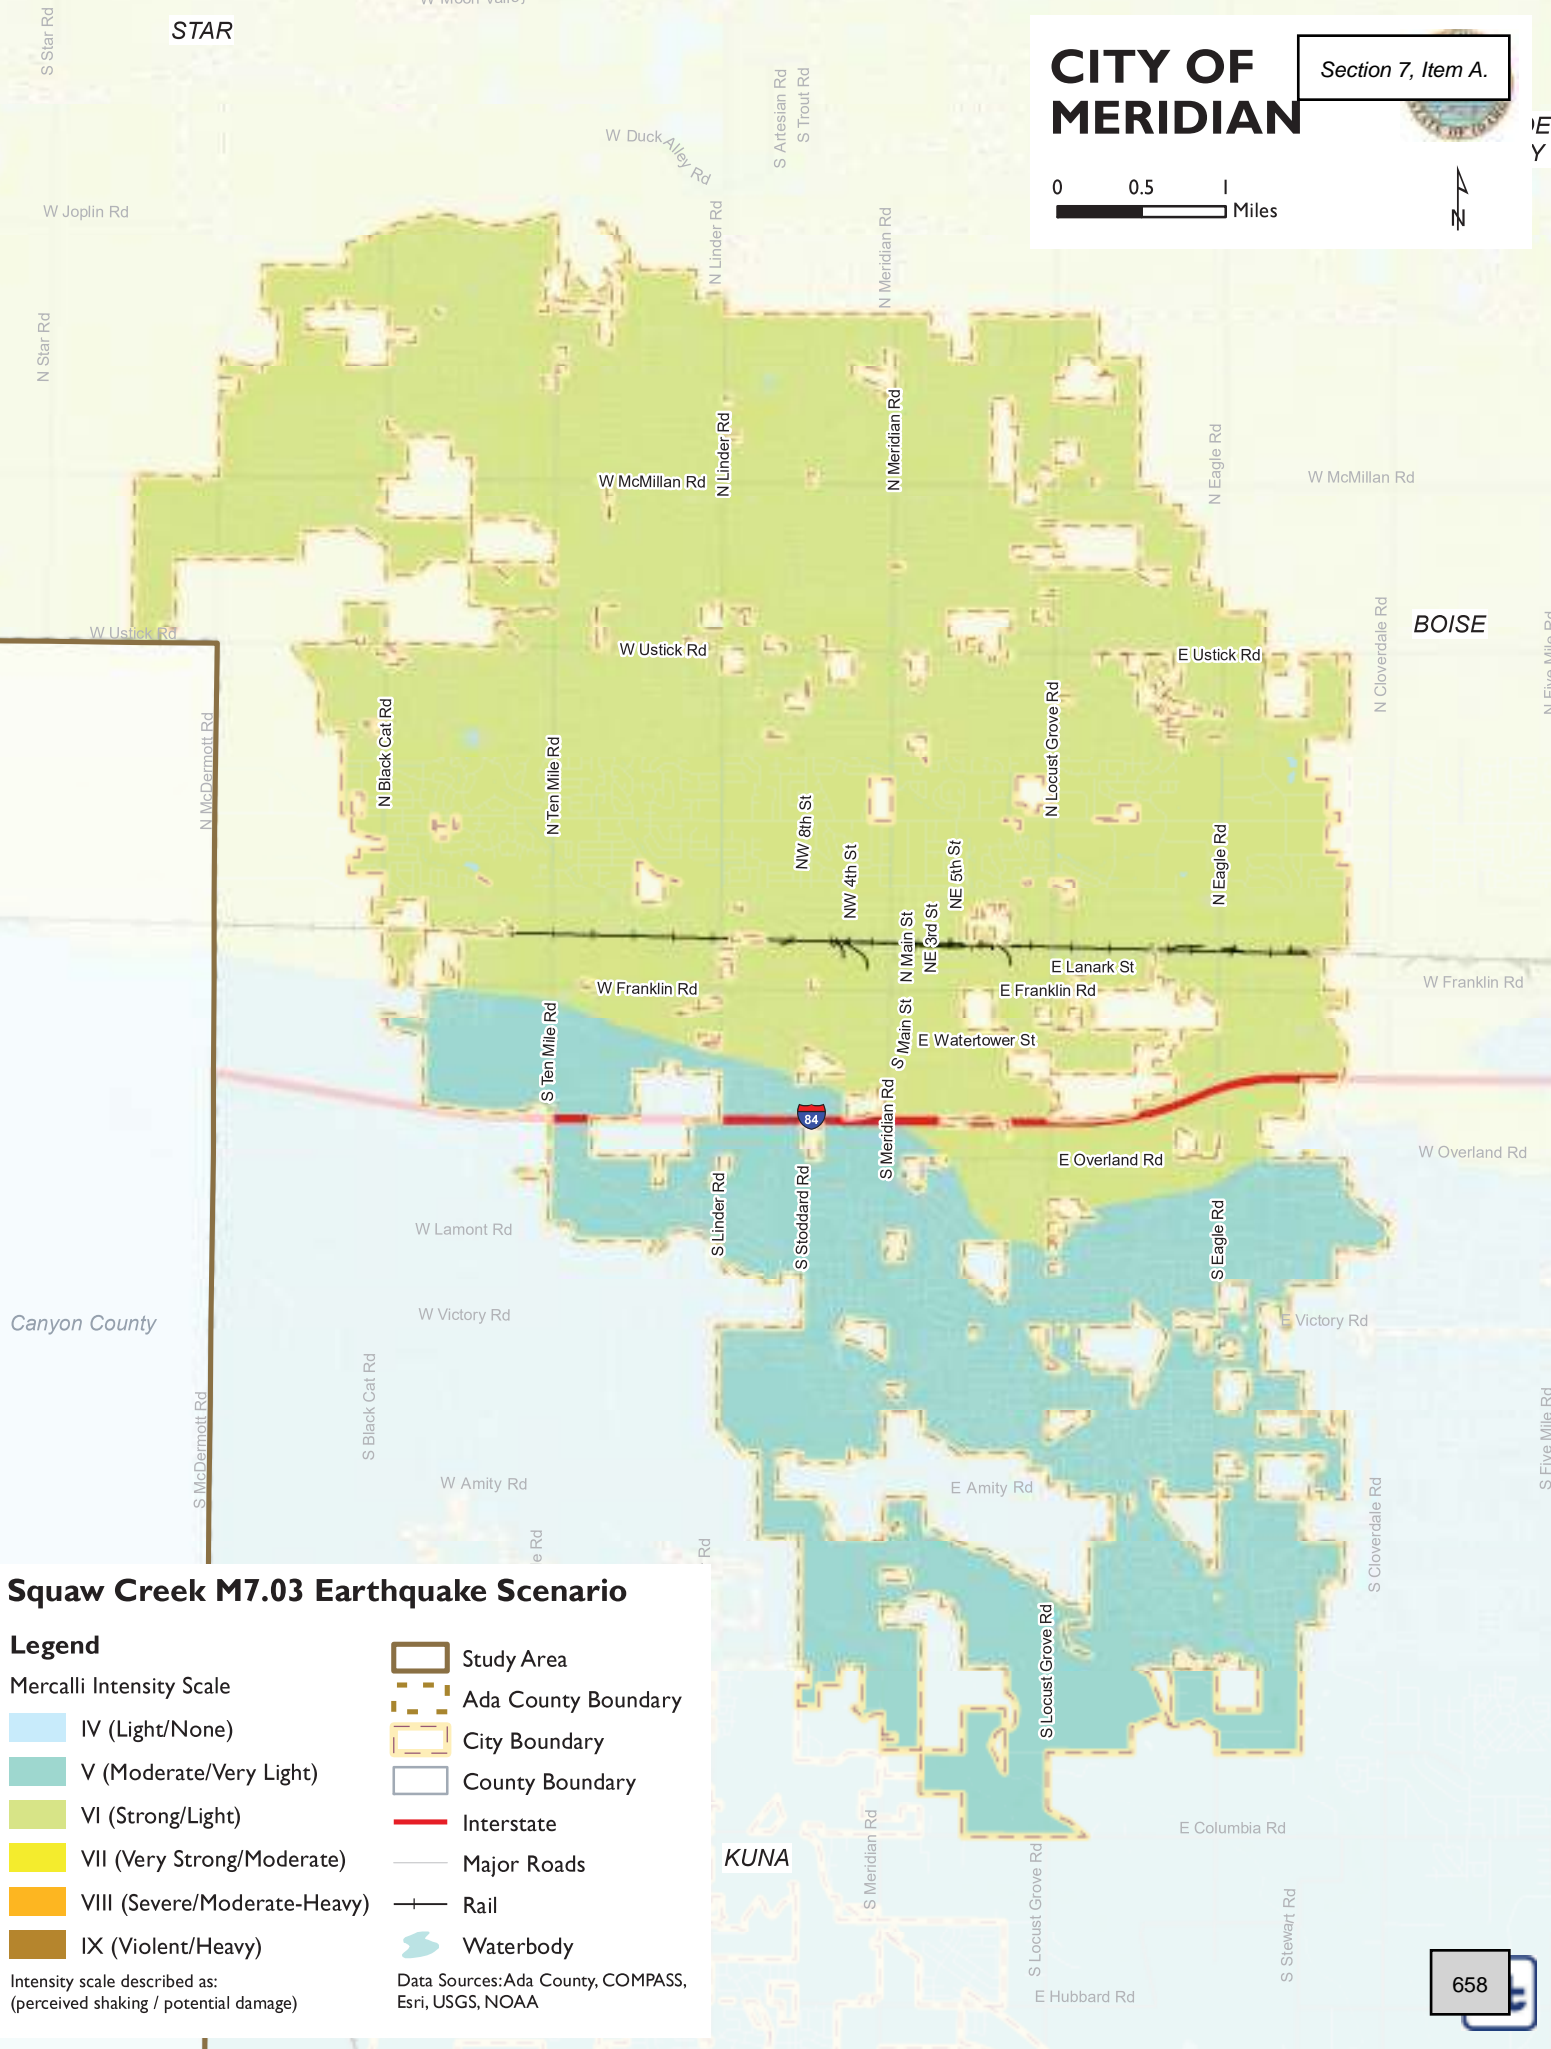 W Moon Valley
STAR
S Star Rd
CITY OF
MERIDIAN
Section 7, Item A.
0 0.5 1
Miles
N
S Artesian Rd
S Trout Rd
W Duck Alley Rd
W Joplin Rd
N Linder Rd
N Meridian Rd
N Star Rd
N Linder Rd
N Meridian Rd
N Eagle Rd
W McMillan Rd
W McMillan Rd
W Ustick Rd
W Ustick Rd
E Ustick Rd
BOISE
N Cloverdale Rd
N Five Mile Rd
N McDermott Rd
N Black Cat Rd
N Ten Mile Rd
N Locust Grove Rd
NW 8th St
NW 4th St
NE 5th St
N Eagle Rd
N Main St
NE 3rd St
E Lanark St
W Franklin Rd
E Franklin Rd
W Franklin Rd
S Ten Mile Rd
S Main St
E Watertower St
84
S Meridian Rd
E Overland Rd
W Overland Rd
S Linder Rd
S Stoddard Rd
S Eagle Rd
W Lamont Rd
W Victory Rd
E Victory Rd
Canyon County
S McDermott Rd
S Black Cat Rd
S Five Mile Rd
W Amity Rd
E Amity Rd
S Cloverdale Rd
e Rd
Rd
S Locust Grove Rd
Squaw Creek M7.03 Earthquake Scenario
Legend
Mercalli Intensity Scale
IV (Light/None)
V (Moderate/Very Light)
VI (Strong/Light)
VII (Very Strong/Moderate)
VIII (Severe/Moderate-Heavy)
IX (Violent/Heavy)
Intensity scale described as:
(perceived shaking / potential damage)
Study Area
Ada County Boundary
City Boundary
County Boundary
Interstate
Major Roads
Rail
Waterbody
Data Sources: Ada County, COMPASS,
Esri, USGS, NOAA
KUNA
S Meridian Rd
S Locust Grove Rd
E Columbia Rd
S Stewart Rd
E Hubbard Rd
658